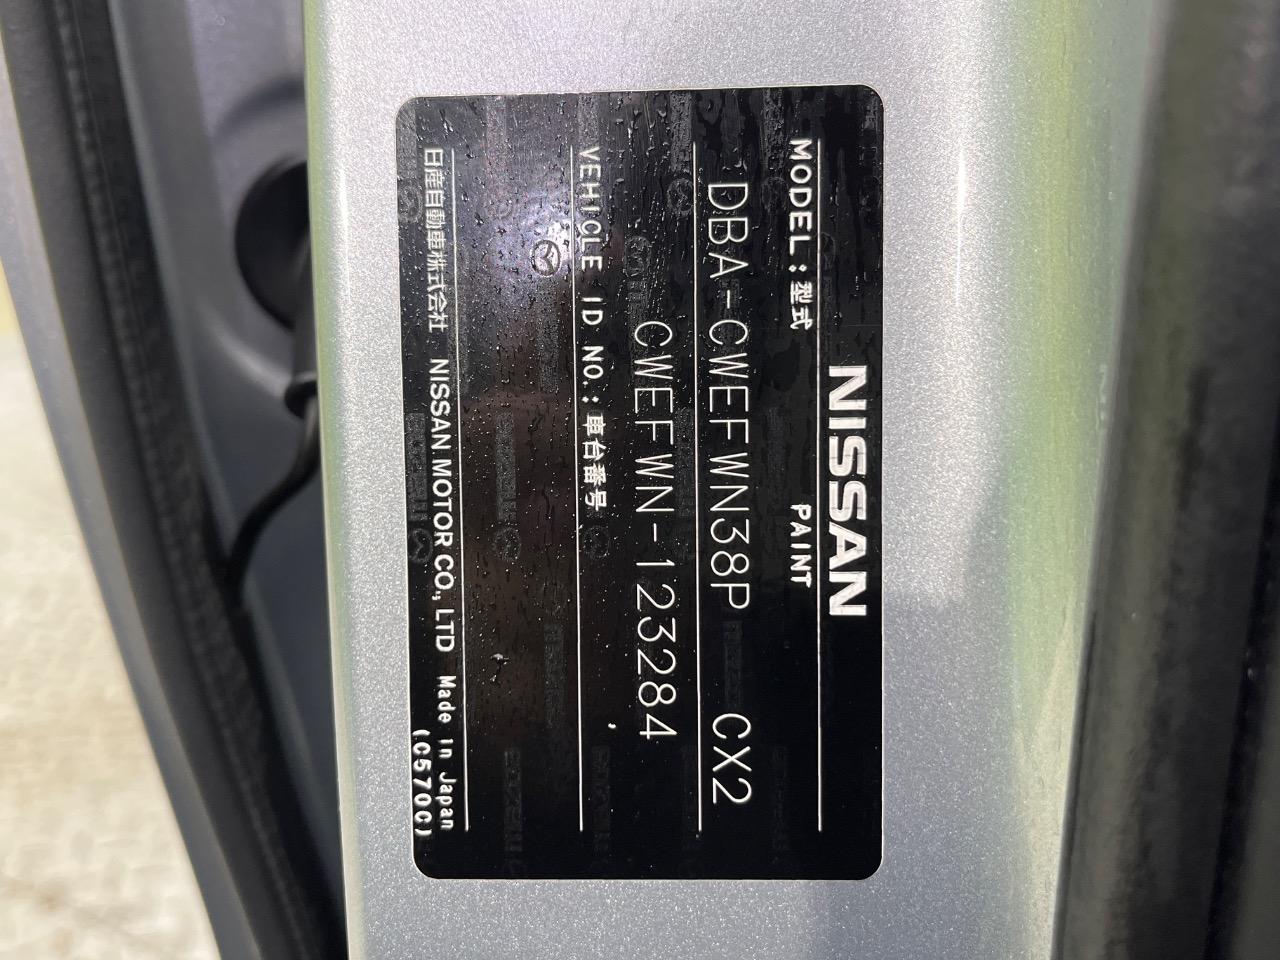 NISSAN
MODEL:型式 PAINT
DBA-CWEFWN38P CX2
CWEFWN-123284
VEHICLE ID NO.:車台番号
日産自動車株式会社 NISSAN MOTOR CO., LTD Made in Japan
(C570C)